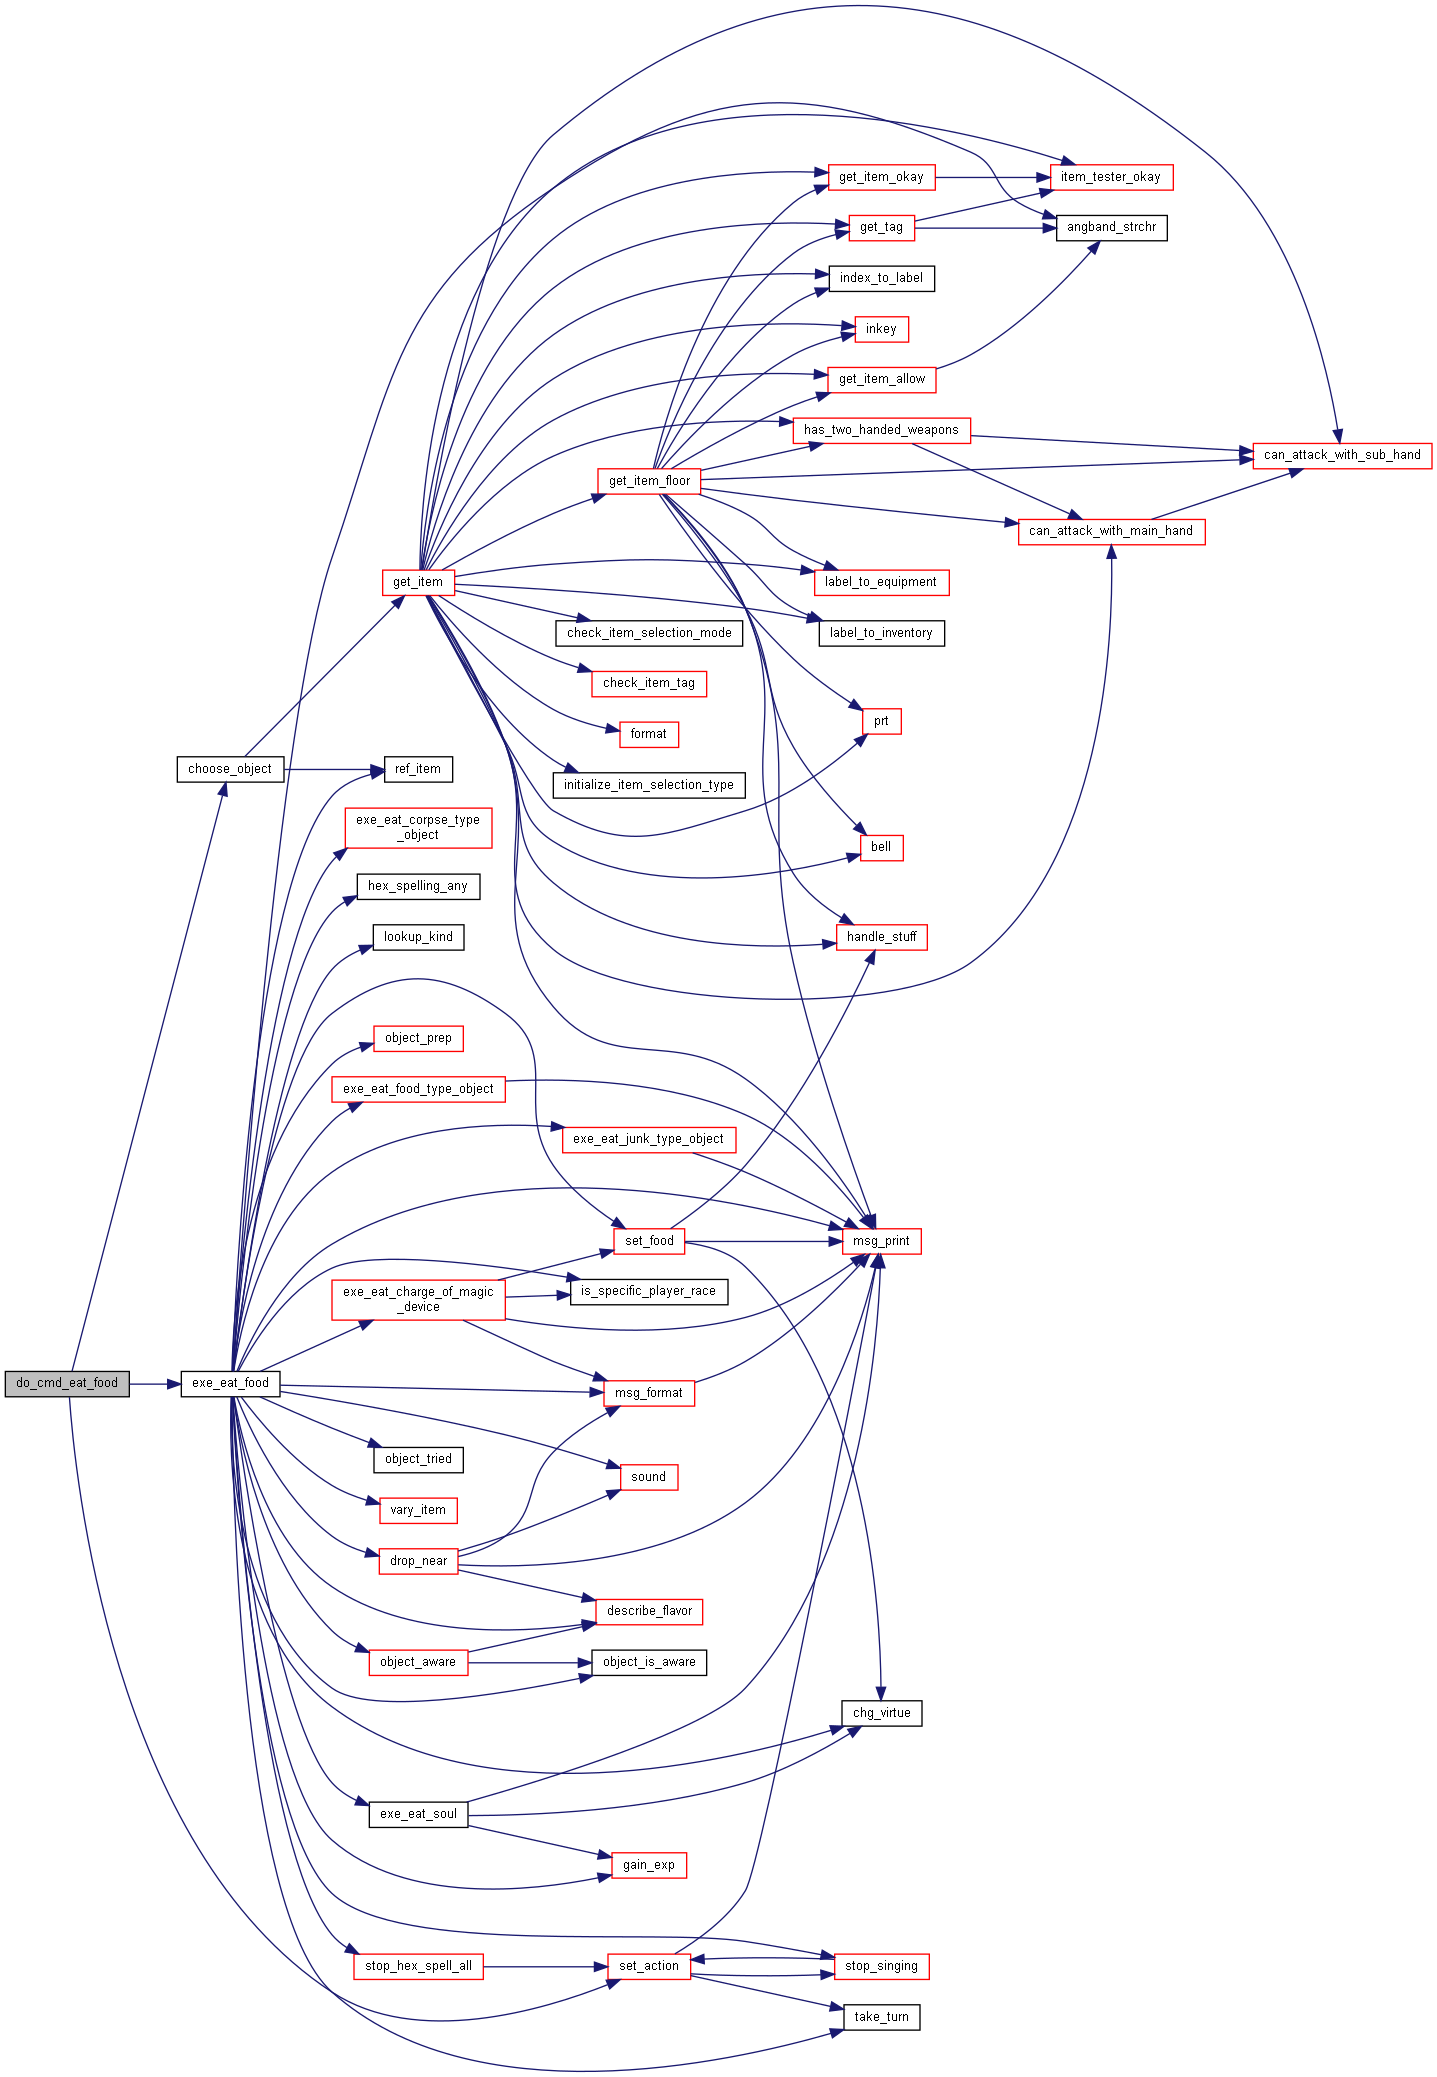 item_tester_okay
get_item_okay
get_tag
angband_strchr
index_to_label
inkey
get_item_allow
has_two_handed_weapons
can_attack_with_sub_hand
get_item_floor
can_attack_with_main_hand
get_item
label_to_equipment
check_item_selection_mode
label_to_inventory
check_item_tag
prt
format
choose_object
ref_item
initialize_item_selection_type
exe_eat_corpse_type
_object
bell
hex_spelling_any
lookup_kind
handle_stuff
object_prep
exe_eat_food_type_object
exe_eat_junk_type_object
set_food
msg_print
exe_eat_charge_of_magic
_device
is_specific_player_race
do_cmd_eat_food
exe_eat_food
msg_format
object_tried
sound
vary_item
drop_near
describe_flavor
object_aware
object_is_aware
chg_virtue
exe_eat_soul
gain_exp
stop_hex_spell_all
set_action
stop_singing
take_turn